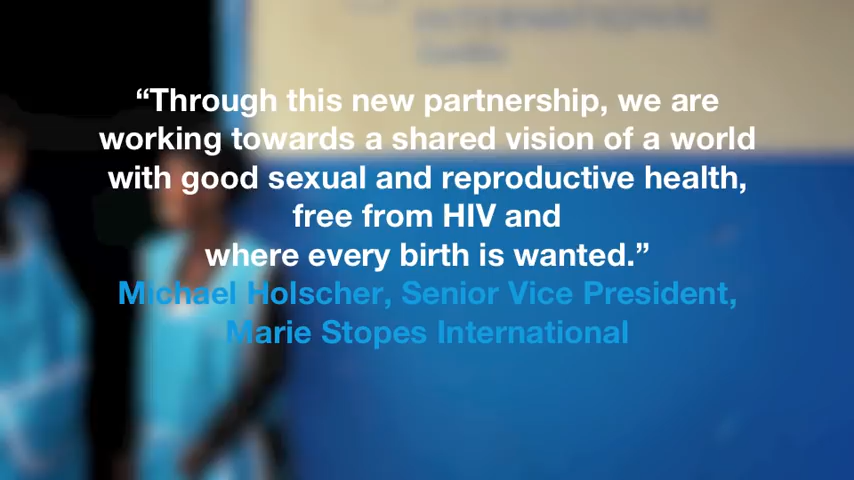 INTERNATIONAL
“Through this new partnership, we are
working towards a shared vision of a world
with good sexual and reproductive health,
free from HIV and
where every birth is wanted.”
Michael Holscher, Senior Vice President,
Marie Stopes International